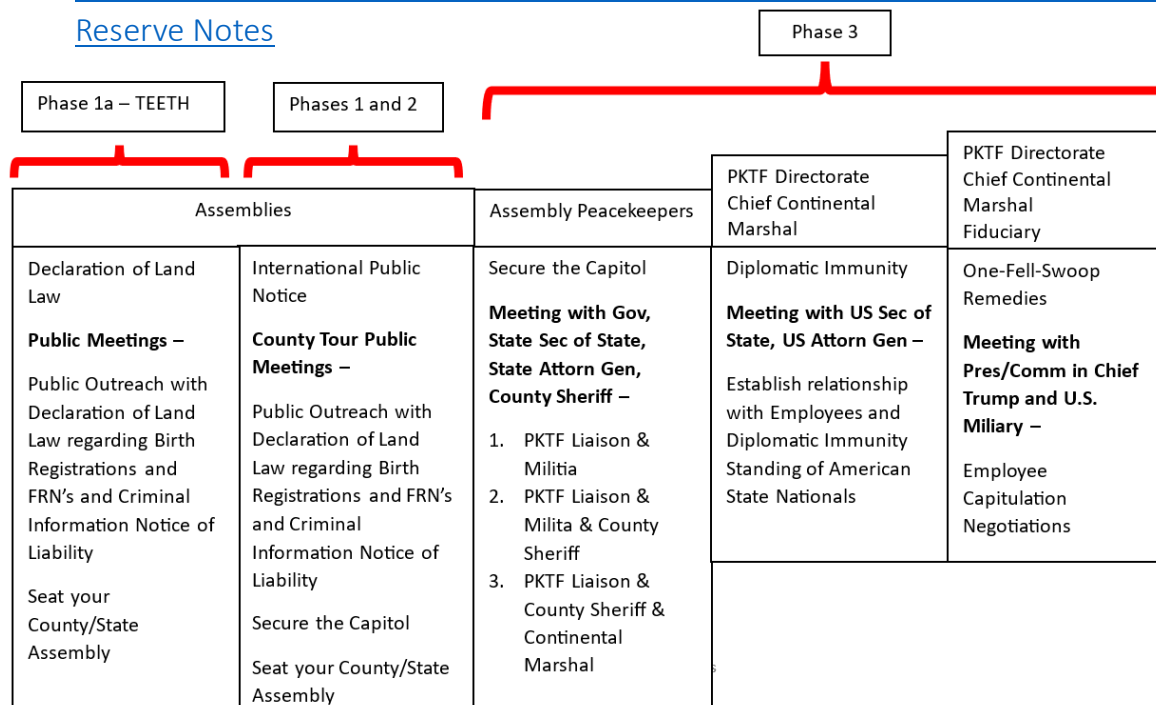 Reserve Notes
Phase 3
Phase 1a – TEETH
Phases 1 and 2
Assemblies
Assembly Peacekeepers
PKTF Directorate
Chief Continental
Marshal
PKTF Directorate
Chief Continental
Marshal
Fiduciary
Declaration of Land
Law
Public Meetings –
Public Outreach with
Declaration of Land
Law regarding Birth
Registrations and
FRN's and Criminal
Information Notice of
Liability
Seat your
County/State
Assembly
International Public
Notice
County Tour Public
Meetings –
Public Outreach with
Declaration of Land
Law regarding Birth
Registrations and FRN's
and Criminal
Information Notice of
Liability
Secure the Capitol
Seat your County/State
Assembly
Secure the Capitol
Meeting with Gov,
State Sec of State,
State Attorn Gen,
County Sheriff –
1. PKTF Liaison &
Militia
2. PKTF Liaison &
Milita & County
Sheriff
3. PKTF Liaison &
County Sheriff &
Continental
Marshal
Diplomatic Immunity
Meeting with US Sec of
State, US Attorn Gen –
Establish relationship
with Employees and
Diplomatic Immunity
Standing of American
State Nationals
One-Fell-Swoop
Remedies
Meeting with
Pres/Comm in Chief
Trump and U.S.
Miliary –
Employee
Capitulation
Negotiations
s